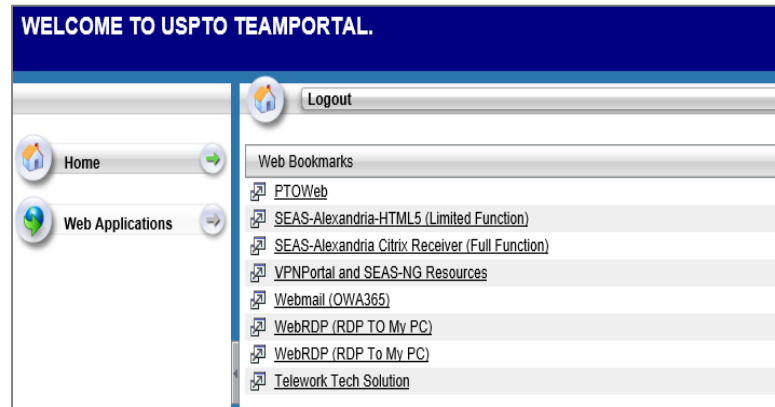 WELCOME TO USPTO TEAMPORTAL.
Logout
Home
Web Applications
Web Bookmarks
PTOWeb
SEAS-Alexandria-HTML5 (Limited Function)
SEAS-Alexandria Citrix Receiver (Full Function)
VPNPortal and SEAS-NG Resources
Webmail (OWA365)
WebRDP (RDP TO My PC)
WebRDP (RDP To My PC)
Telework Tech Solution